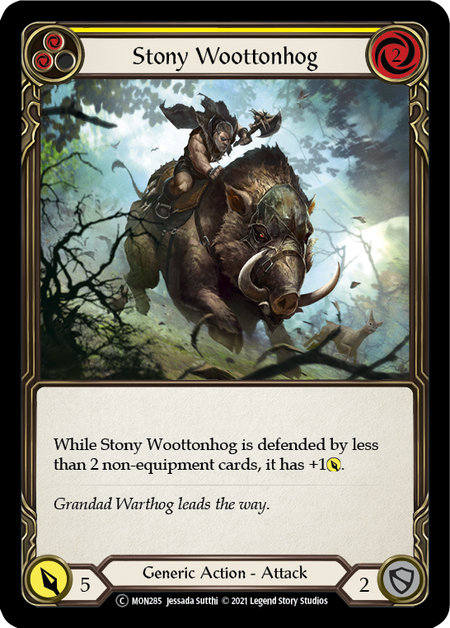 Stony Woottonhog
2
While Stony Woottonhog is defended by less
than 2 non-equipment cards, it has +1.
Grandad Warthog leads the way.
5
Generic Action - Attack
2
C MON285 Jessada Sutthi © 2021 Legend Story Studios